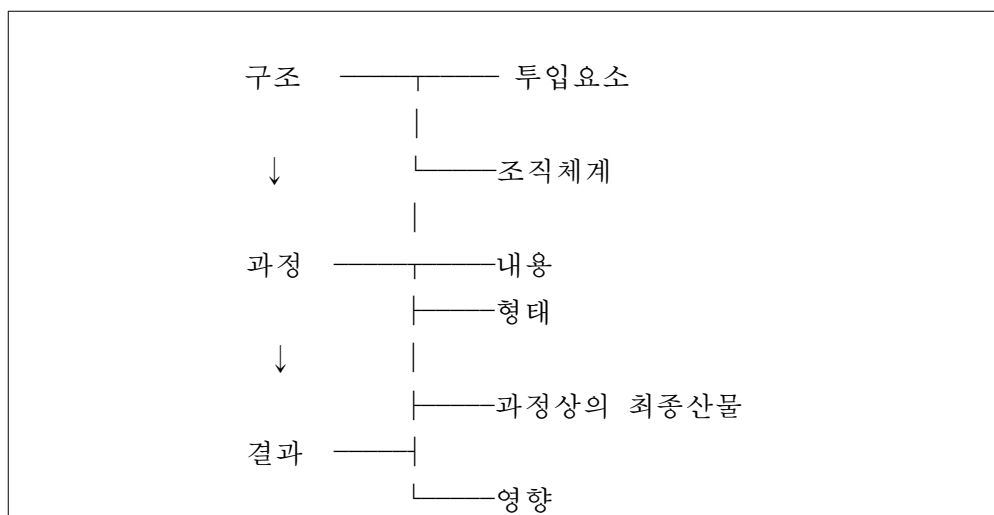 구조 투입요소
↓ 조직체계
과정 내용
형태
↓
과정상의 최종산물
결과
영향